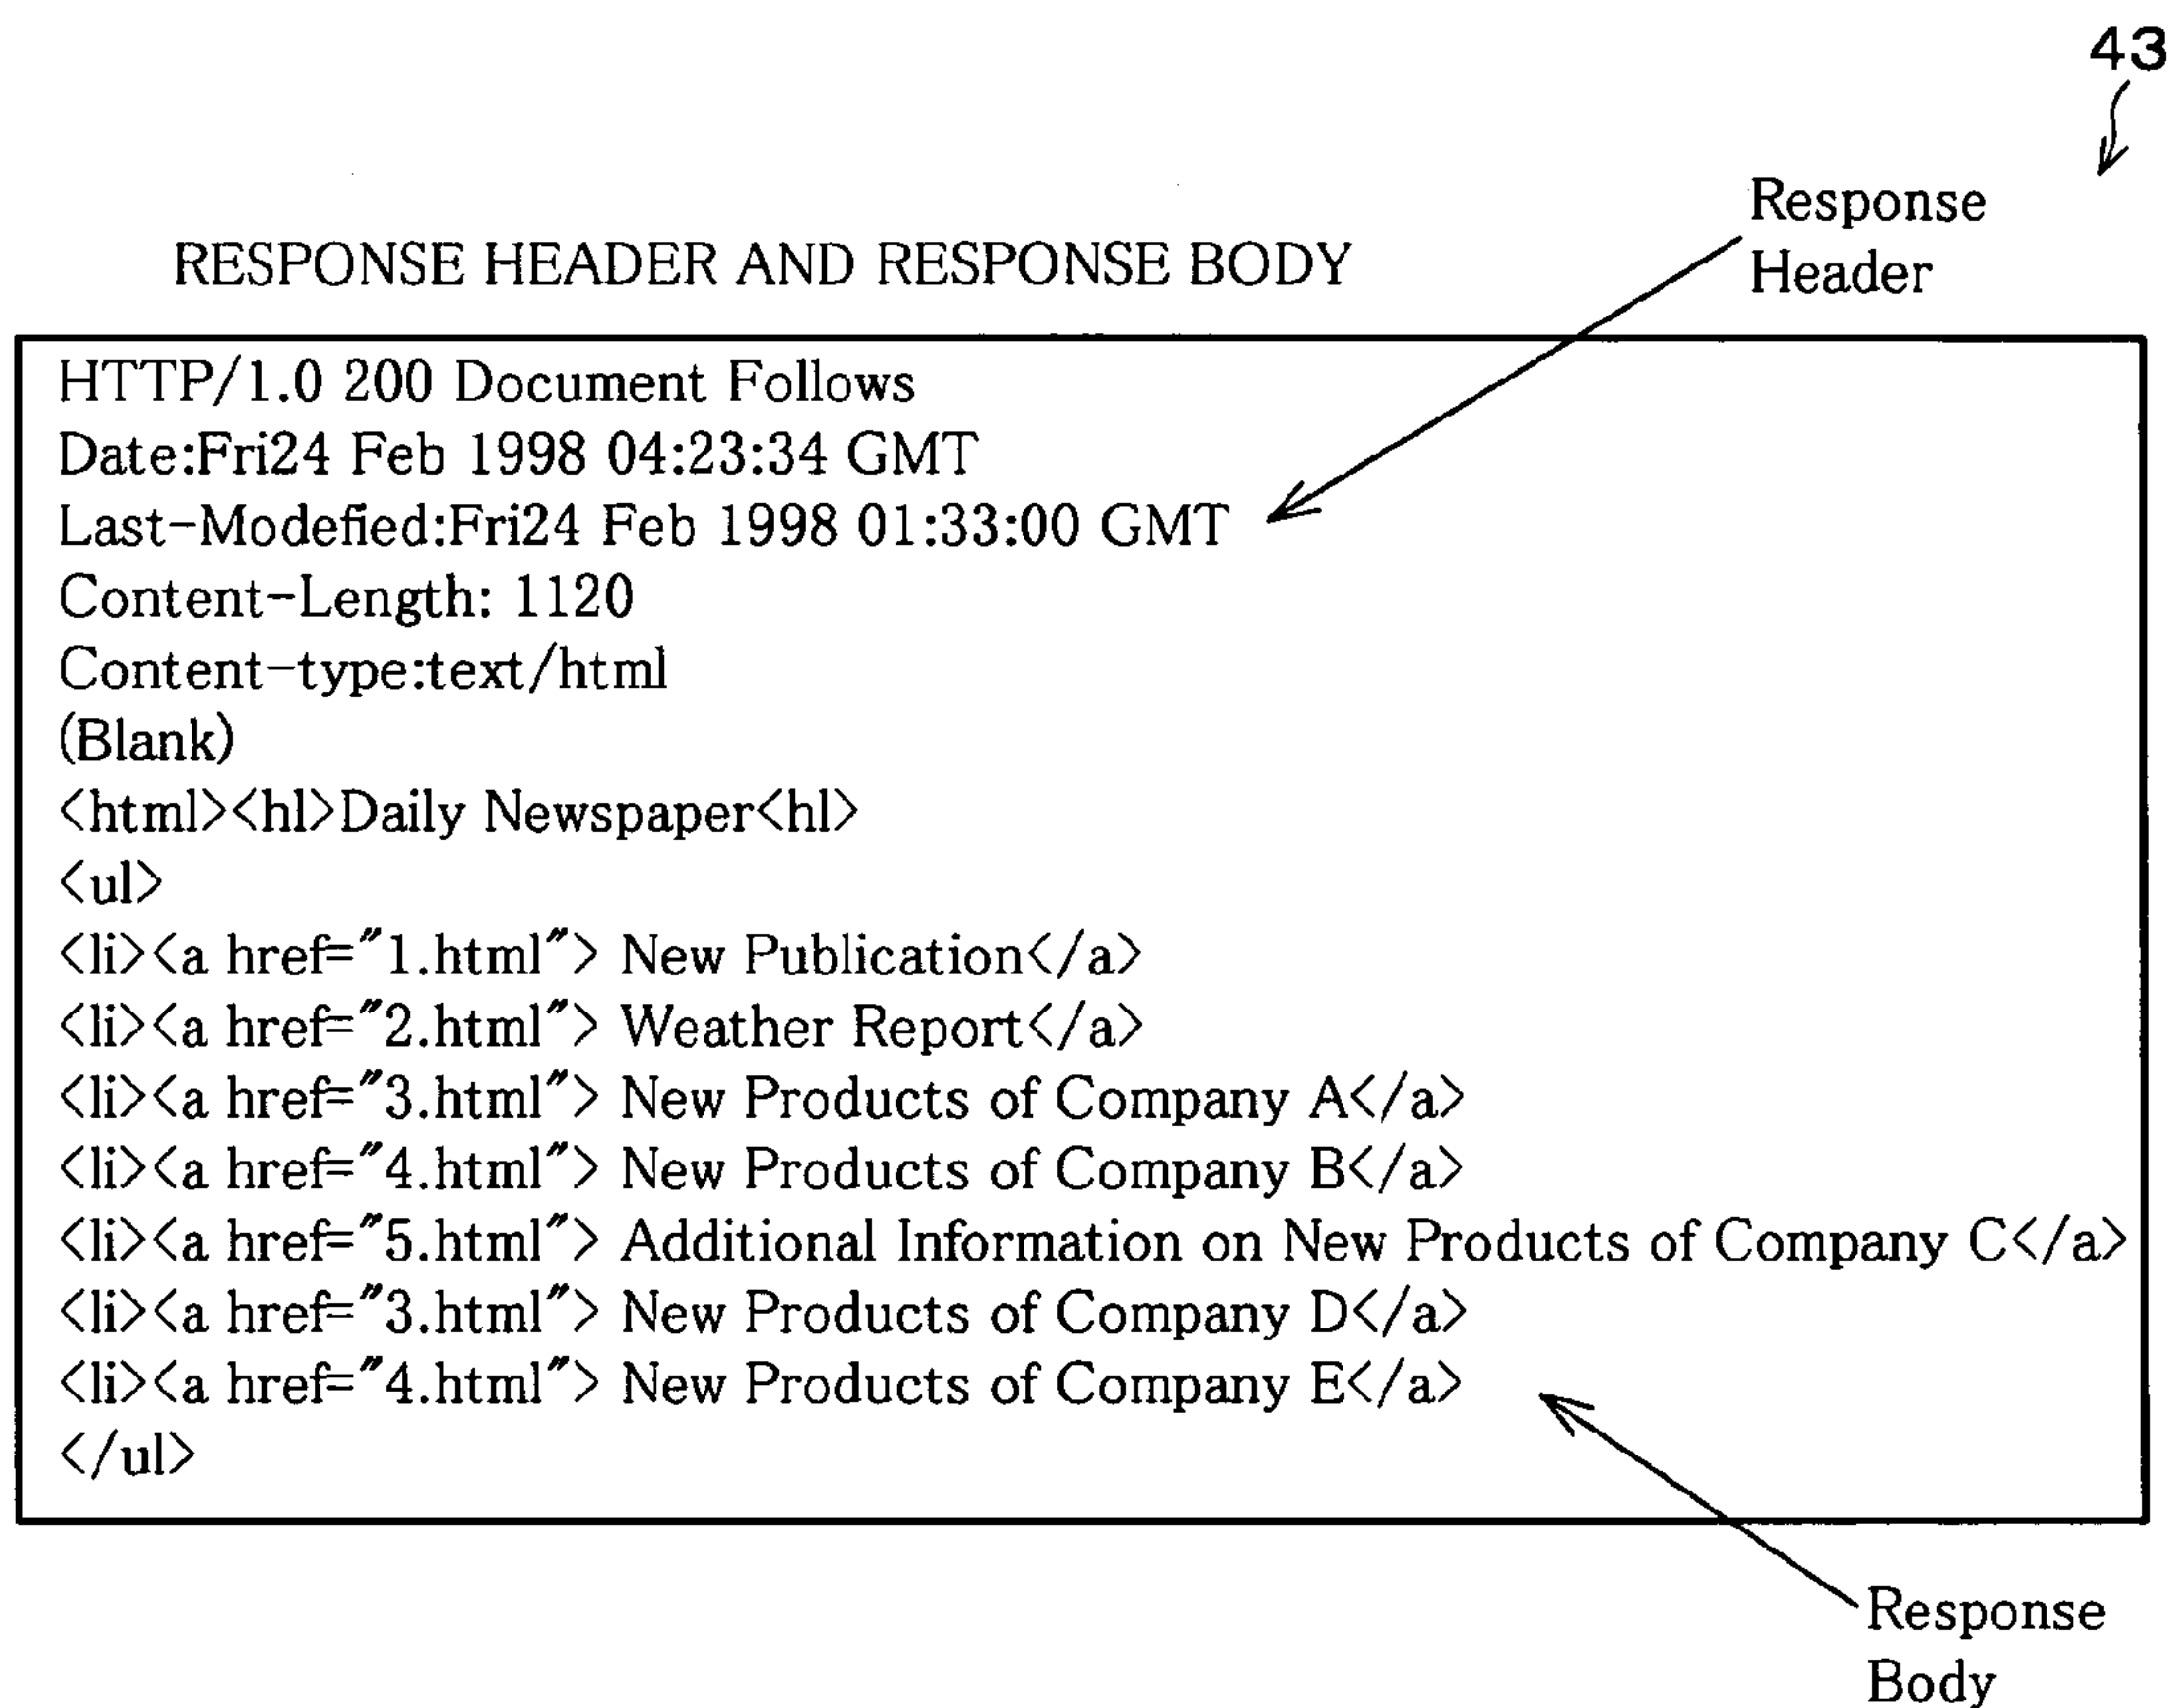 43
Response
Header
RESPONSE HEADER AND RESPONSE BODY
HTTP/1.0 200 Document Follows
Date:Fri24 Feb 1998 04:23:34 GMT
Last-Modefied:Fri24 Feb 1998 01:33:00 GMT
Content-Length: 1120
Content-type:text/html
(Blank)
<html><hl>Daily Newspaper<hl>
<ul>
<li><a href="1.html"> New Publication</a>
<li><a href="2.html"> Weather Report</a>
<li><a href="3.html"> New Products of Company A</a>
<li><a href="4.html"> New Products of Company B</a>
<li><a href="5.html"> Additional Information on New Products of Company C</a>
<li><a href="3.html"> New Products of Company D</a>
<li><a href="4.html"> New Products of Company E</a>
</ul>
Response
Body